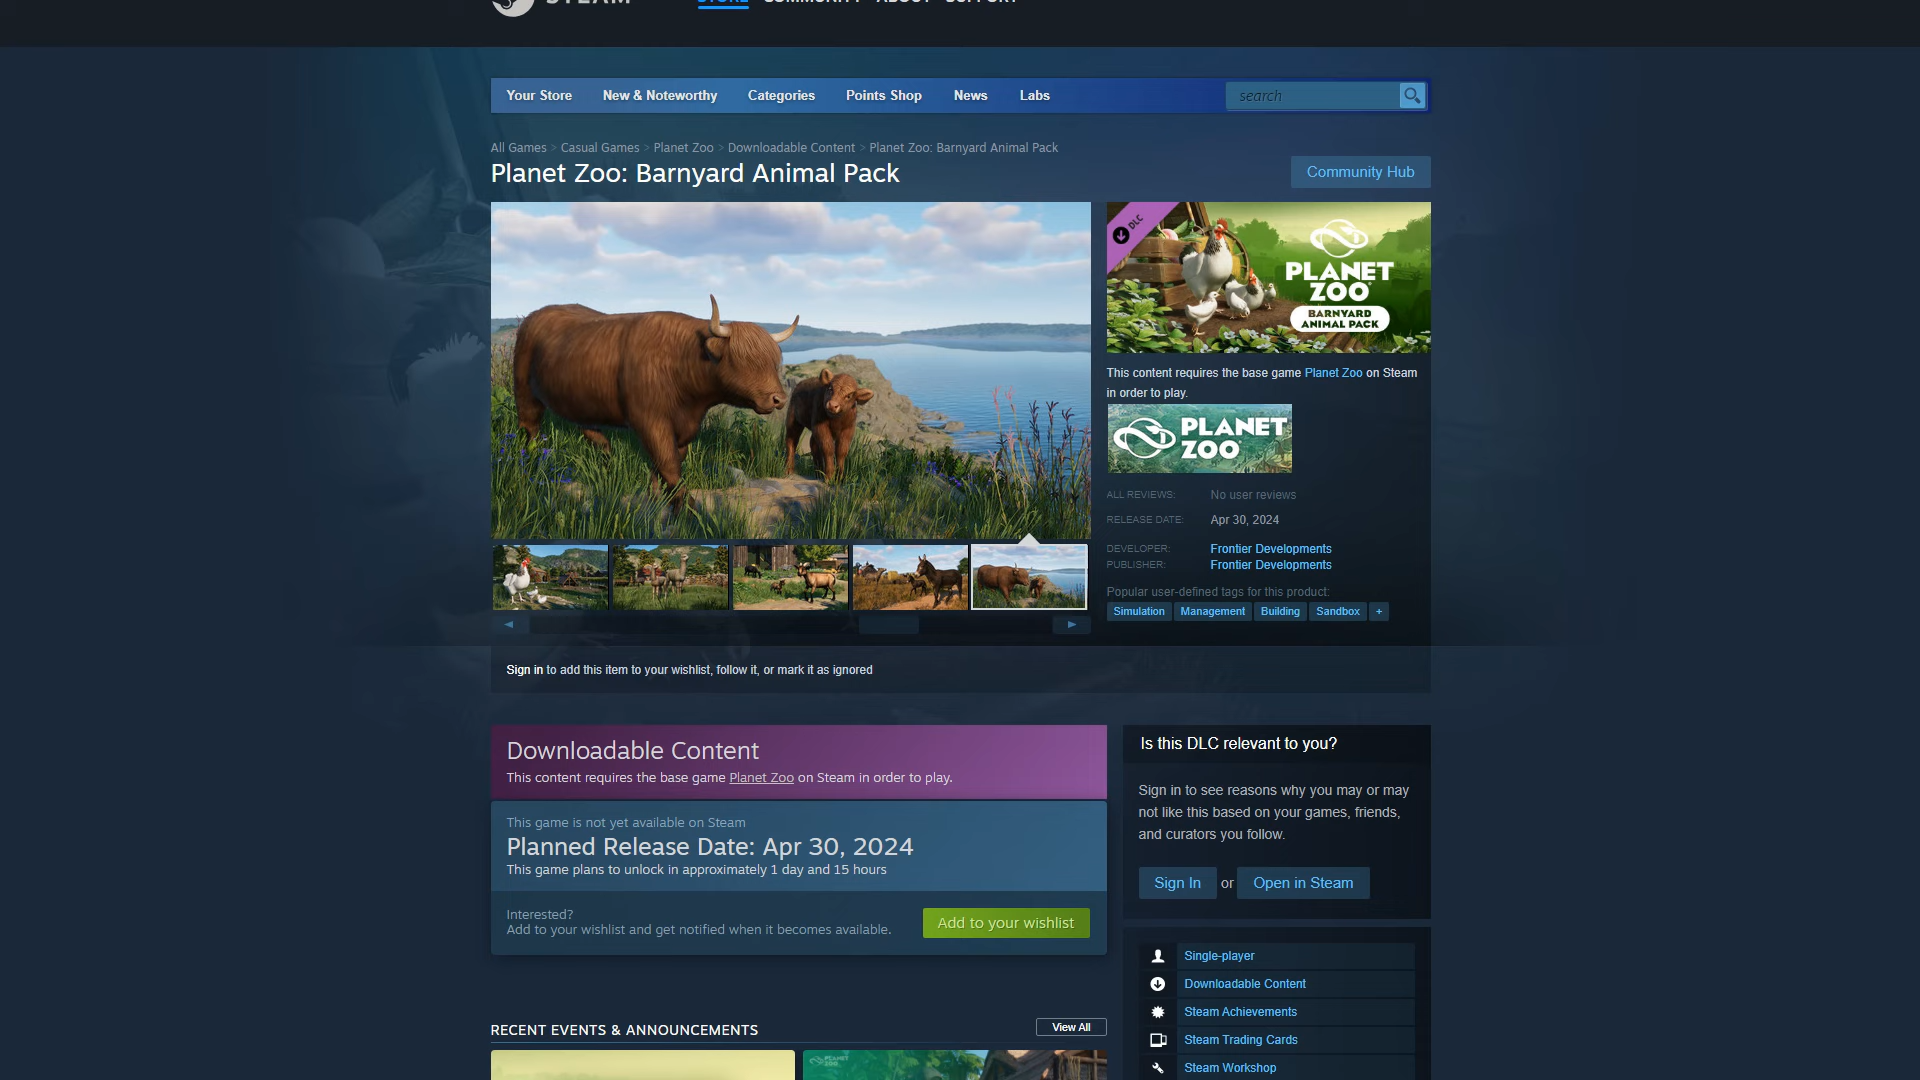 STEAM
STORE COMMUNITY ABOUT SUPPORT
Your Store New & Noteworthy Categories Points Shop News Labs search
All Games > Casual Games > Planet Zoo > Downloadable Content > Planet Zoo: Barnyard Animal Pack
Planet Zoo: Barnyard Animal Pack
Community Hub
DLC
PLANET
ZOO
BARNYARD
ANIMAL PACK
This content requires the base game Planet Zoo on Steam
in order to play.
PLANET
ZOO
ALL REVIEWS: No user reviews
RELEASE DATE: Apr 30, 2024
DEVELOPER: Frontier Developments
PUBLISHER: Frontier Developments
Popular user-defined tags for this product:
Simulation Management Building Sandbox +
Sign in to add this item to your wishlist, follow it, or mark it as ignored
Downloadable Content
This content requires the base game Planet Zoo on Steam in order to play.
This game is not yet available on Steam
Planned Release Date: Apr 30, 2024
This game plans to unlock in approximately 1 day and 15 hours
Interested?
Add to your wishlist and get notified when it becomes available.
Add to your wishlist
Is this DLC relevant to you?
Sign in to see reasons why you may or may
not like this based on your games, friends,
and curators you follow.
Sign In or Open in Steam
Single-player
Downloadable Content
Steam Achievements
Steam Trading Cards
Steam Workshop
RECENT EVENTS & ANNOUNCEMENTS
View All
PLANET
ZOO